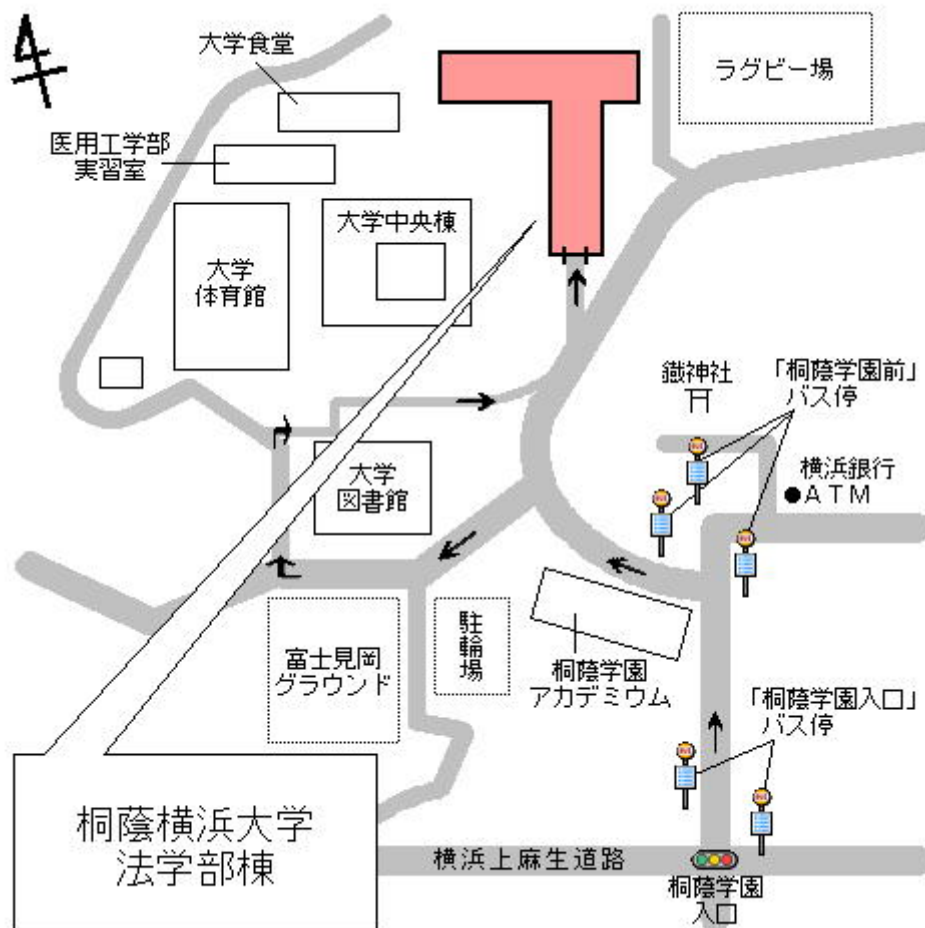 大学食堂
ラグビー場
医用工学部
実習室
大学中央棟
大学
体育館
鐵神社
「桐蔭学園前」
バス停
横浜銀行
●ATM
大学
図書館
富士見岡
グラウンド
駐輪場
桐蔭学園
アカデミウム
「桐蔭学園入口」
バス停
桐蔭横浜大学
法学部棟
横浜上麻生道路
桐蔭学園
入口